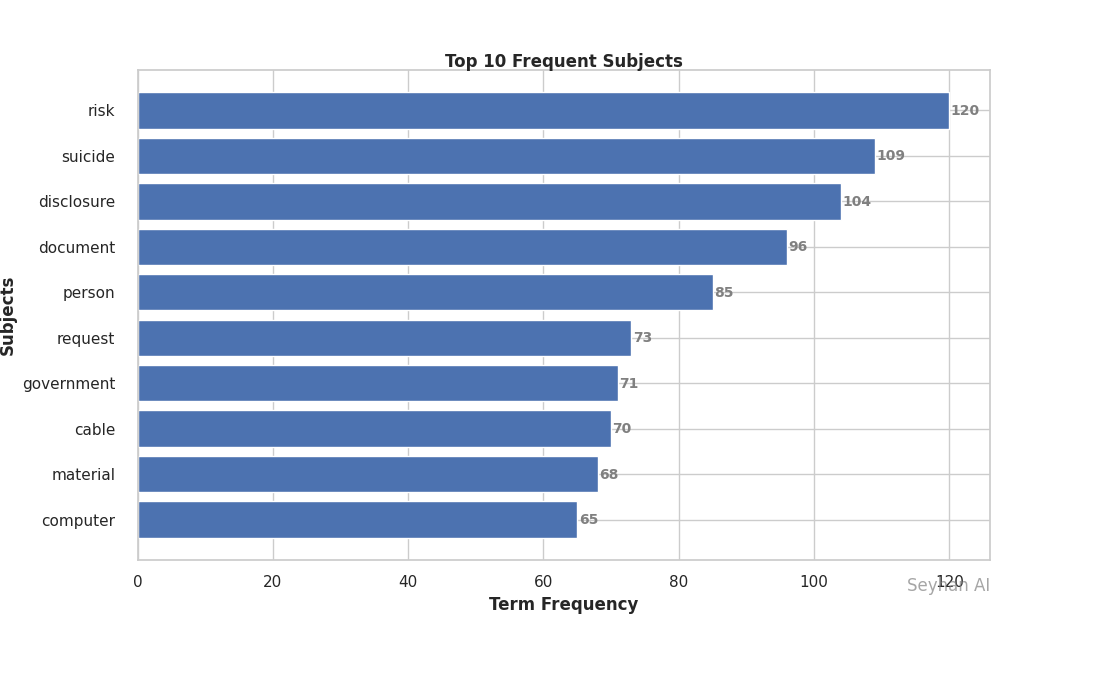 Top 10 Frequent Subjects
risk 120
suicide 109
disclosure 104
document 96
person 85
request 73
government 71
cable 70
material 68
computer 65
Subjects
0 20 40 60 80 100 120
Term Frequency
Seyhan AI